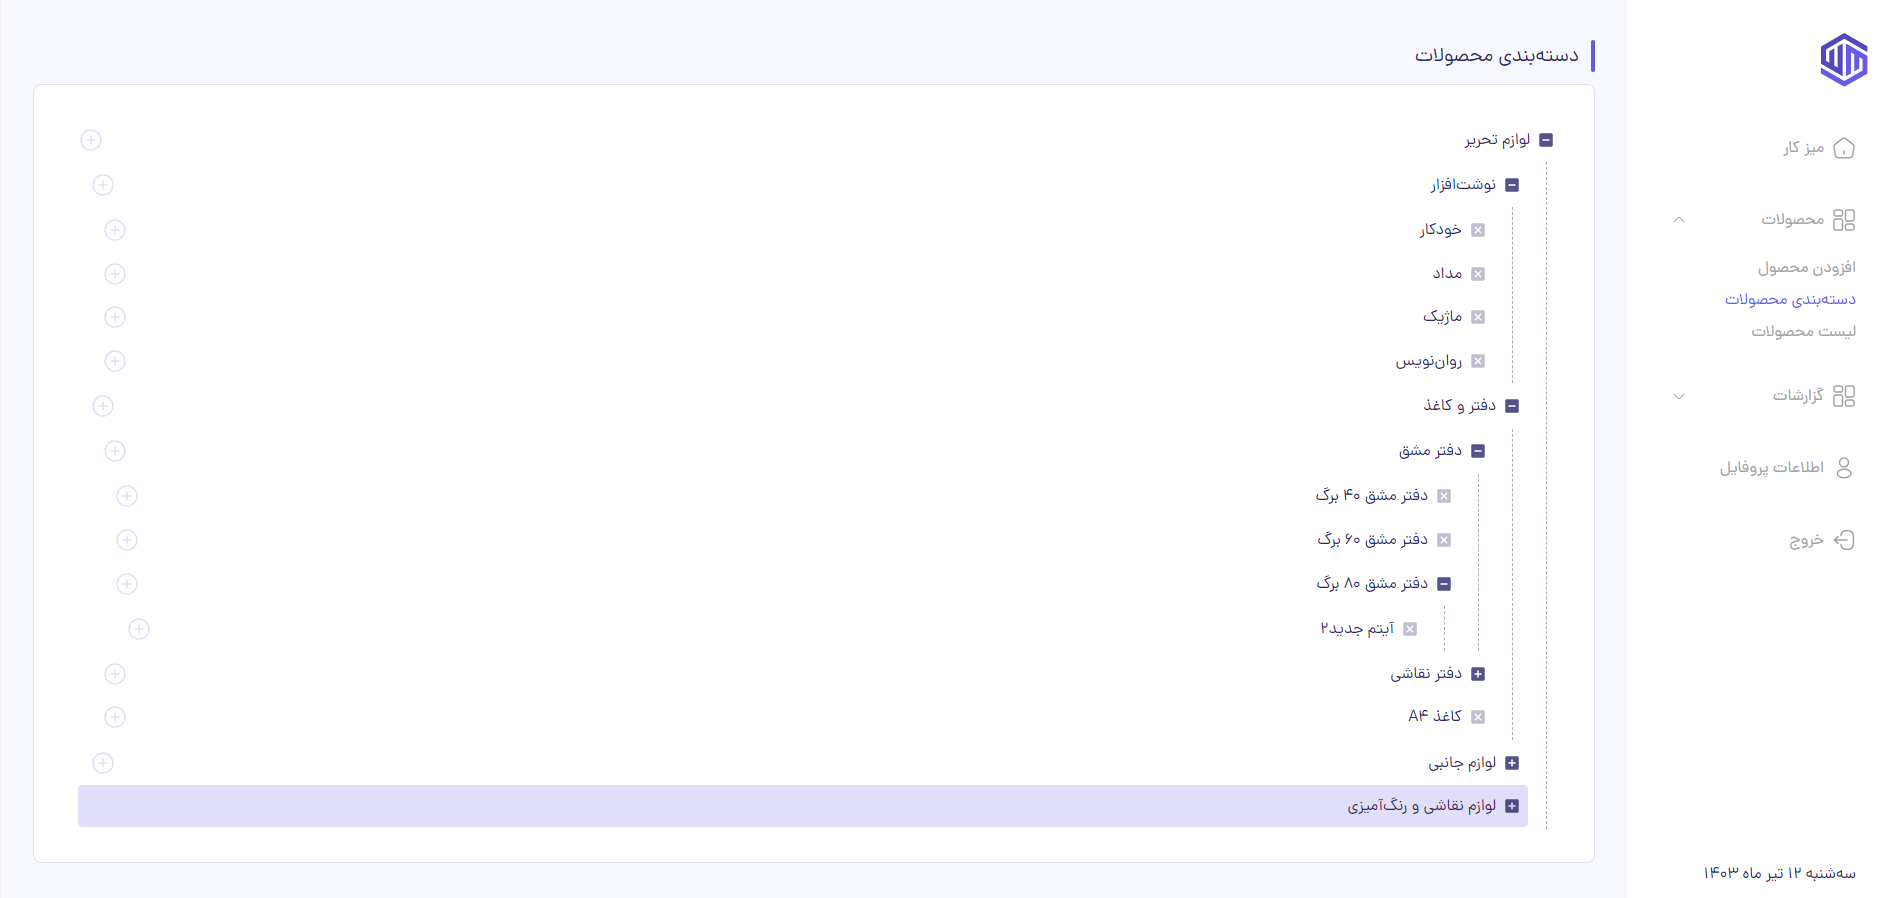 میز کار
محصولات
افزودن محصول
دسته‌بندی محصولات
لیست محصولات
گزارشات
اطلاعات پروفایل
خروج
سه‌شنبه ۱۲ تیر ماه ۱۴۰۳
دسته‌بندی محصولات
لوازم تحریر
نوشت‌افزار
خودکار
مداد
ماژیک
روان‌نویس
دفتر و کاغذ
دفتر مشق
دفتر مشق ۴۰ برگ
دفتر مشق ۶۰ برگ
دفتر مشق ۸۰ برگ
آیتم جدید۲
دفتر نقاشی
کاغذ A۴
لوازم جانبی
لوازم نقاشی و رنگ‌آمیزی